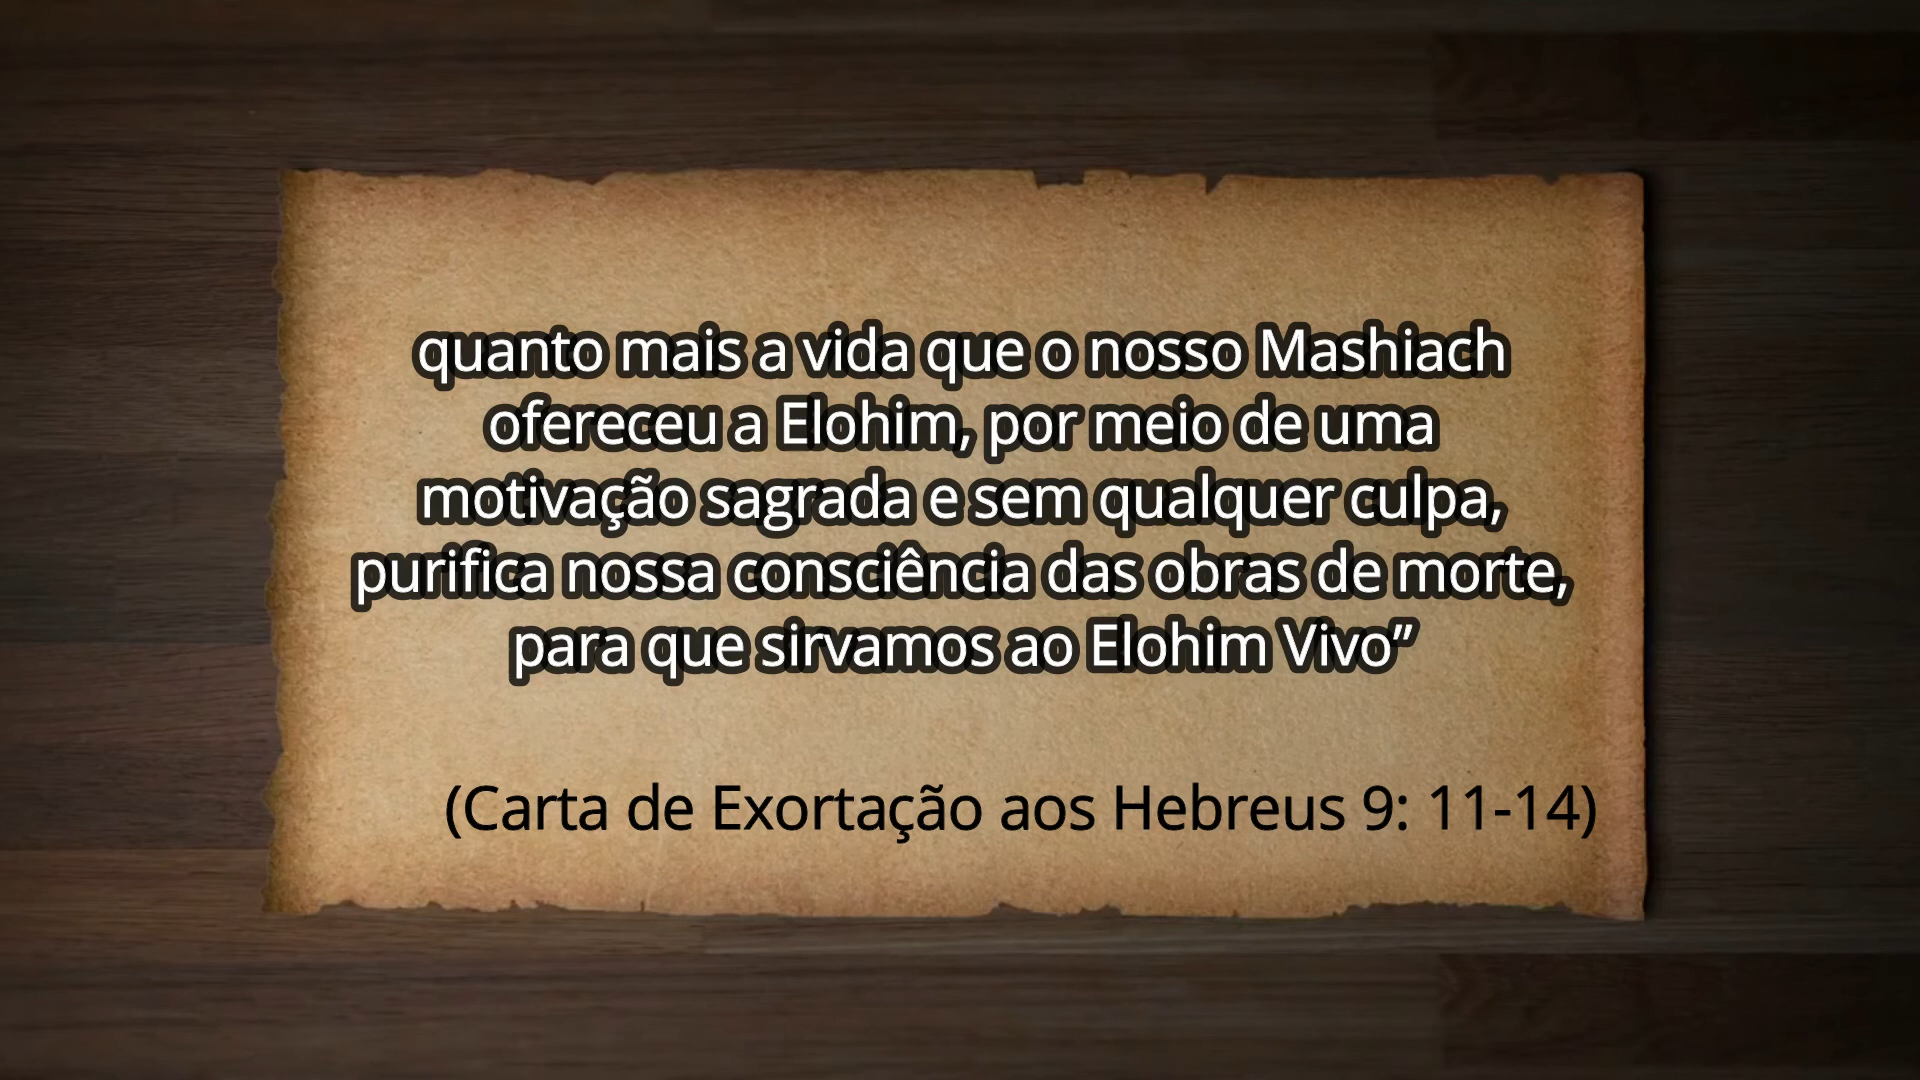 quanto mais a vida que o nosso Mashiach
ofereceu a Elohim, por meio de uma
motivação sagrada e sem qualquer culpa,
purifica nossa consciência das obras de morte,
para que sirvamos ao Elohim Vivo”
(Carta de Exortação aos Hebreus 9: 11-14)